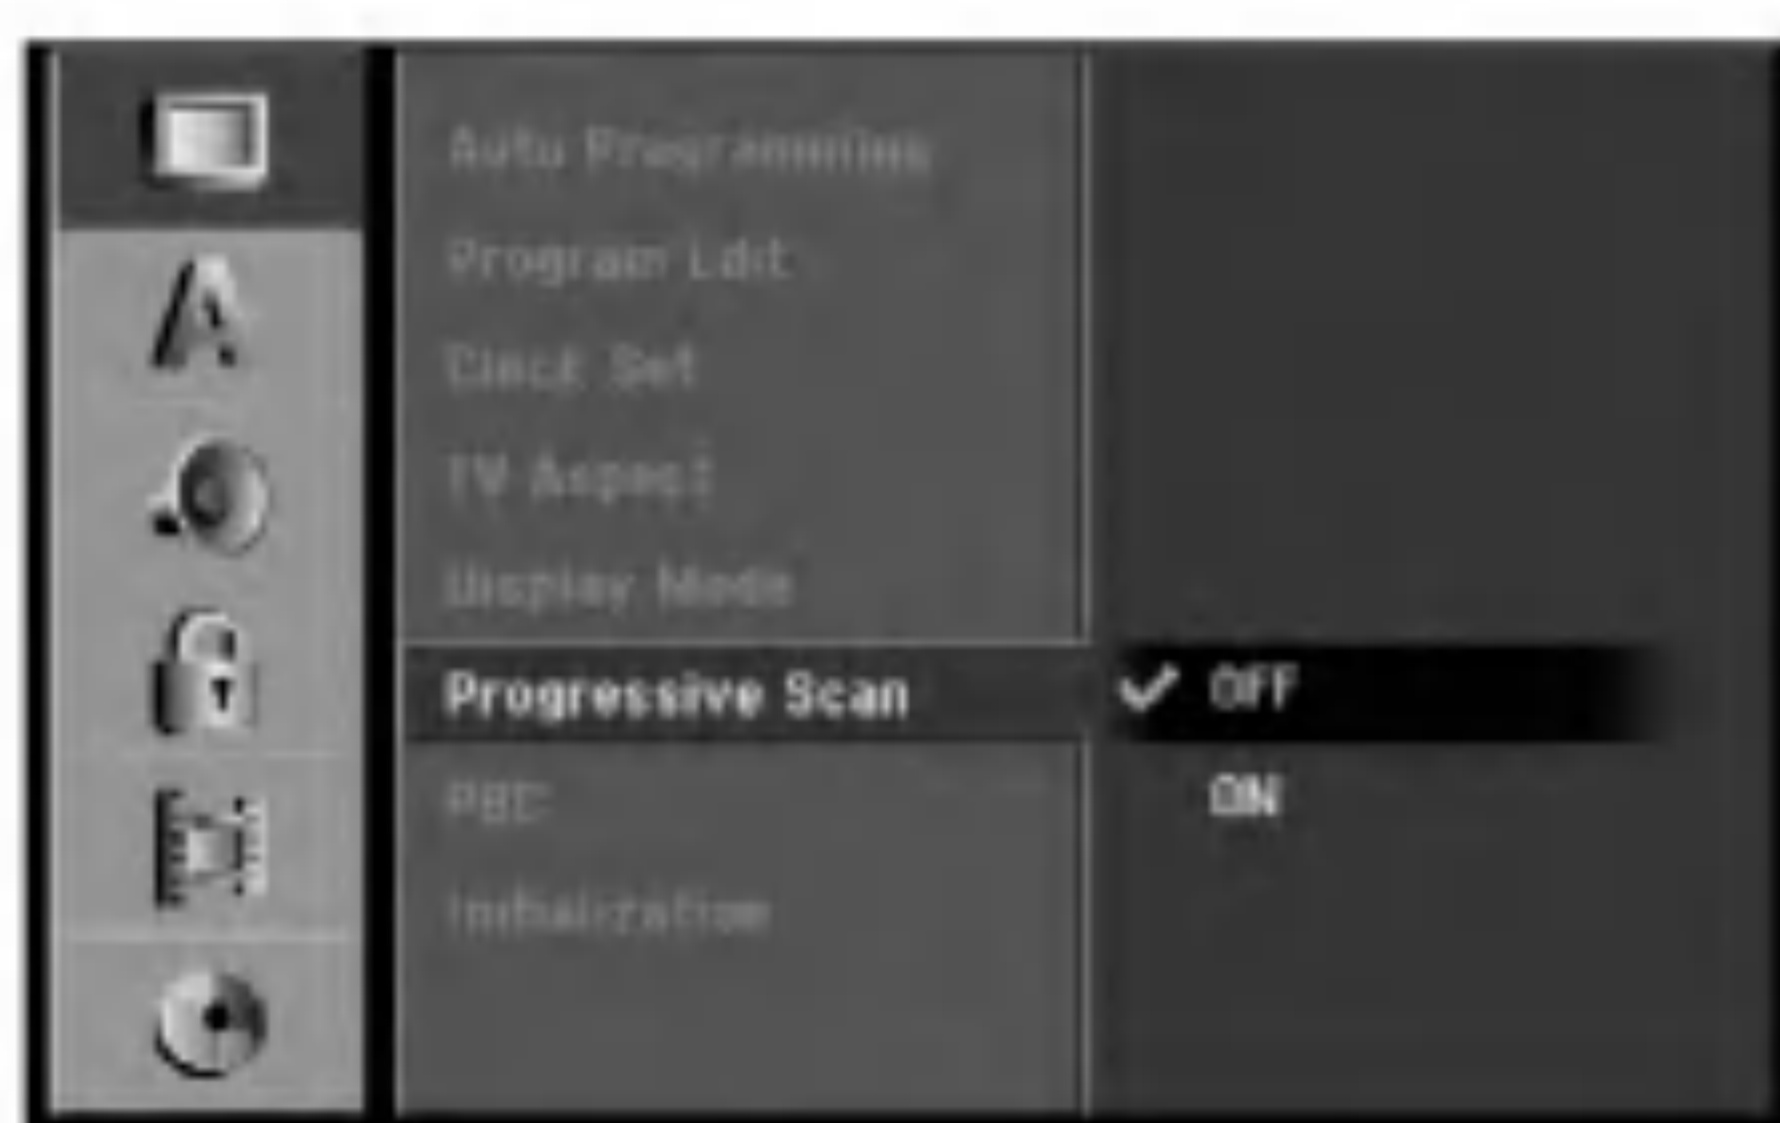 Auto Programming
Program Edit
Clock Set
TV Aspect
Display Mode
Progressive Scan
OFF
ON
PBC
Initialization